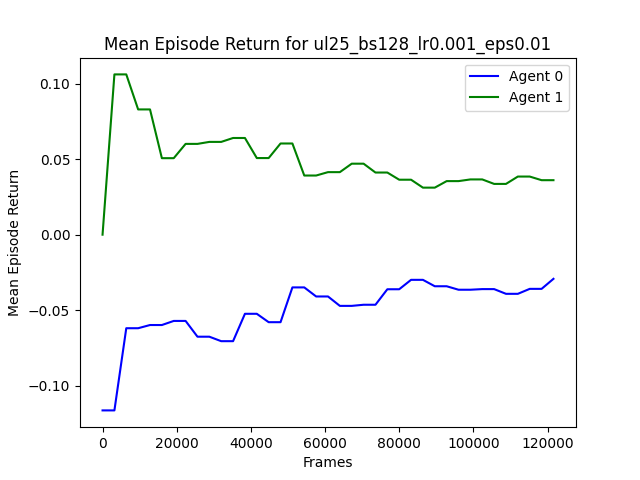 Mean Episode Return for ul25_bs128_lr0.001_eps0.01
Agent 0
Agent 1
Mean Episode Return
0.10
0.05
0.00
−0.05
−0.10
0 20000 40000 60000 80000 100000 120000
Frames